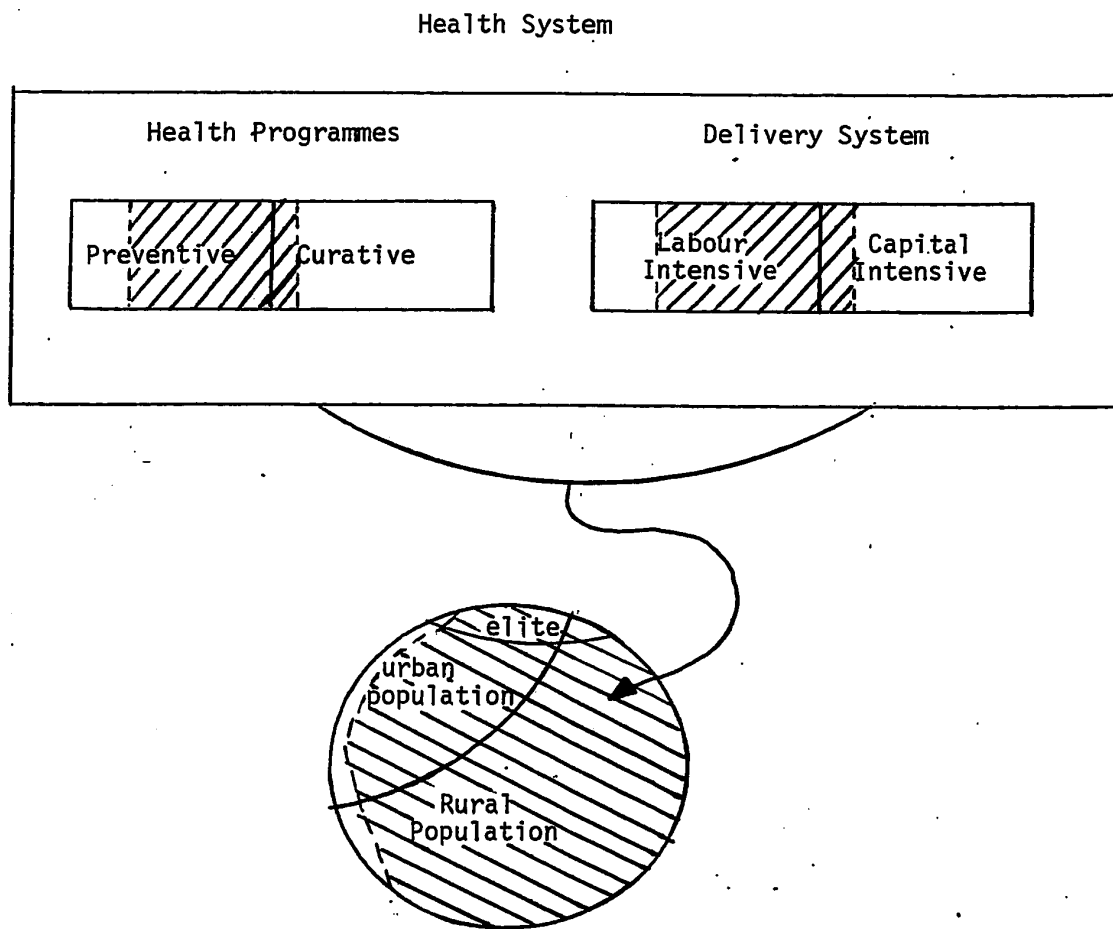 Health System
Health Programmes
Delivery System
Preventive
Curative
Labour
Intensive
Capital
Intensive
elite
urban
population
Rural
Population